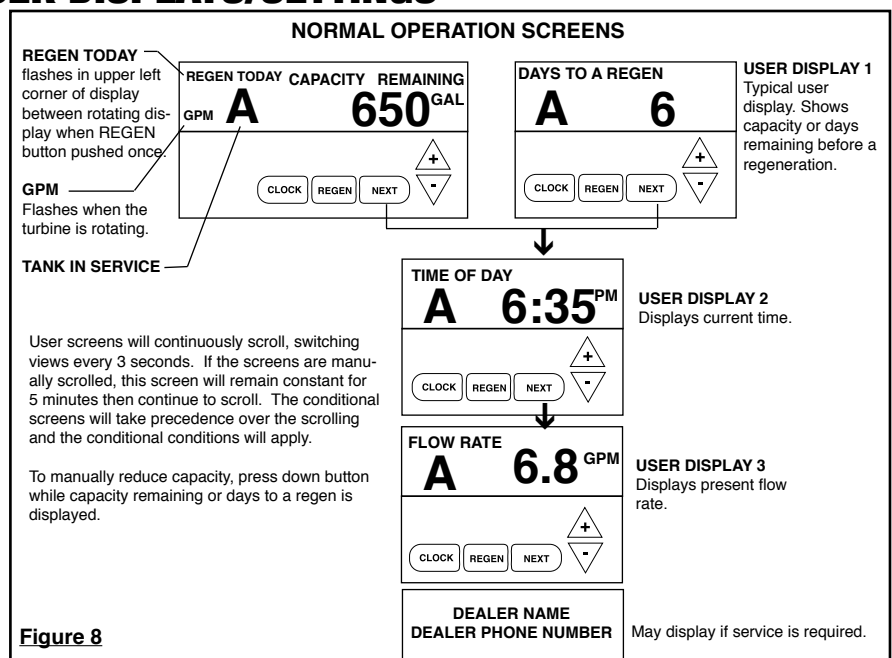 NORMAL OPERATION SCREENS
REGEN TODAY
flashes in upper left
corner of display
between rotating dis-
play when REGEN
button pushed once.
GPM
Flashes when the
turbine is rotating.
TANK IN SERVICE
REGEN TODAY CAPACITY REMAINING
GPM A 650 GAL
CLOCK REGEN NEXT + -
DAYS TO A REGEN
A 6
CLOCK REGEN NEXT + -
USER DISPLAY 1
Typical user
display. Shows
capacity or days
remaining before a
regeneration.
TIME OF DAY
A 6:35 PM
CLOCK REGEN NEXT + -
USER DISPLAY 2
Displays current time.
User screens will continuously scroll, switching
views every 3 seconds. If the screens are manu-
ally scrolled, this screen will remain constant for
5 minutes then continue to scroll. The conditional
screens will take precedence over the scrolling
and the conditional conditions will apply.
To manually reduce capacity, press down button
while capacity remaining or days to a regen is
displayed.
FLOW RATE
A 6.8 GPM
CLOCK REGEN NEXT + -
USER DISPLAY 3
Displays present flow
rate.
DEALER NAME
DEALER PHONE NUMBER
May display if service is required.
Figure 8